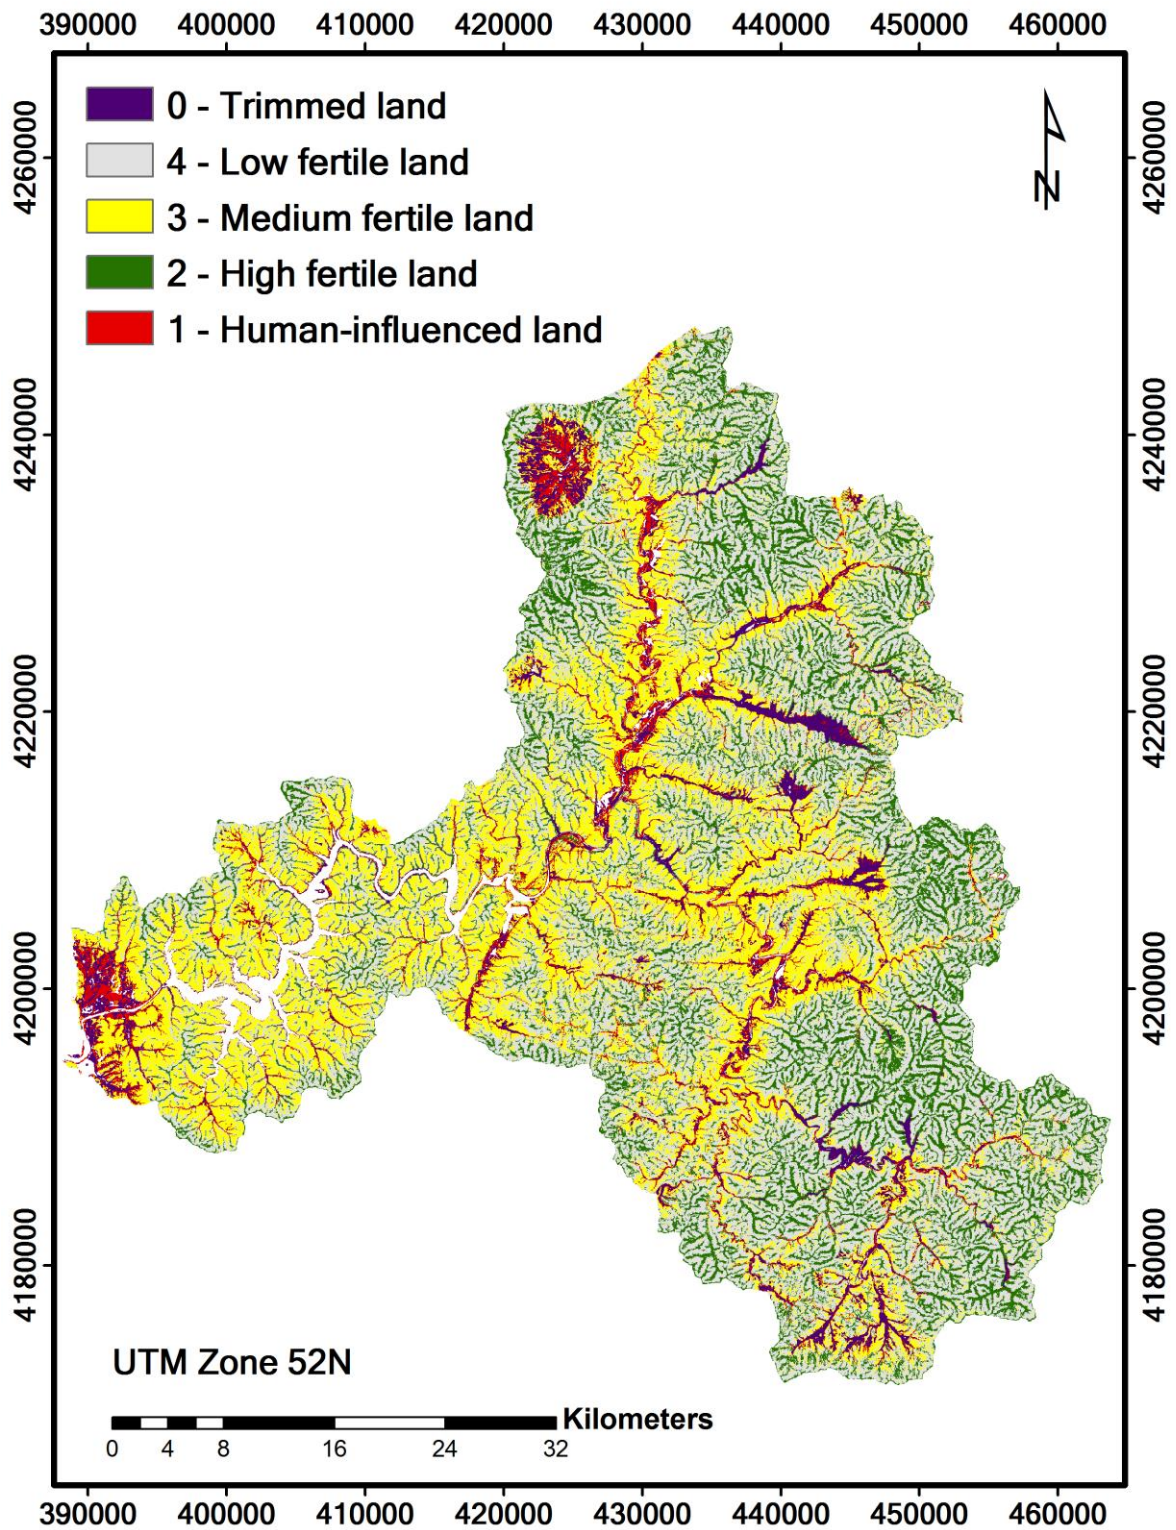 390000 400000 410000 420000 430000 440000 450000 460000
0 - Trimmed land
4 - Low fertile land
3 - Medium fertile land
2 - High fertile land
1 - Human-influenced land
N
4260000 4260000
4240000 4240000
4220000 4220000
4200000 4200000
4180000 4180000
UTM Zone 52N
Kilometers
0 4 8 16 24 32
390000 400000 410000 420000 430000 440000 450000 460000